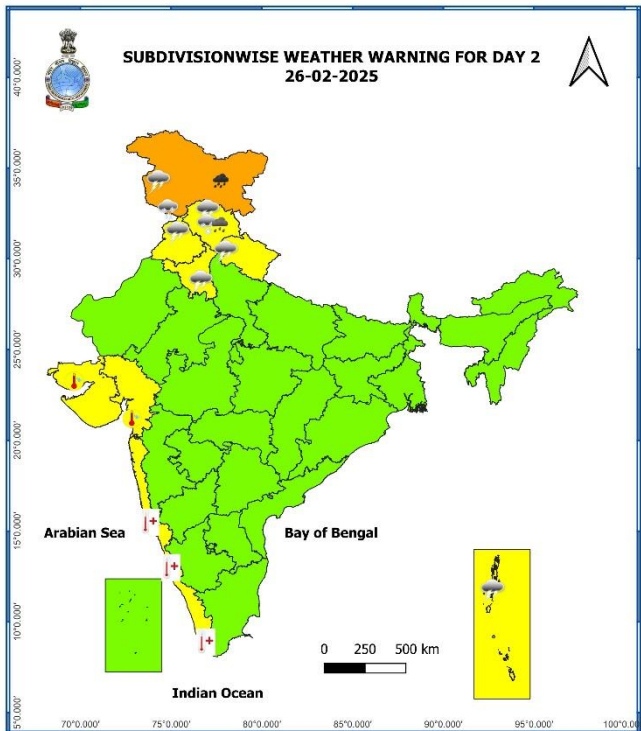 SUBDIVISIONWISE WEATHER WARNING FOR DAY 2
26-02-2025
40°0.000'
35°0.000'
30°0.000'
25°0.000'
20°0.000'
15°0.000'
10°0.000'
5°0.000'
Arabian Sea
Bay of Bengal
0 250 500 km
Indian Ocean
70°0.000' 75°0.000' 80°0.000' 85°0.000' 90°0.000' 95°0.000' 100°0.00